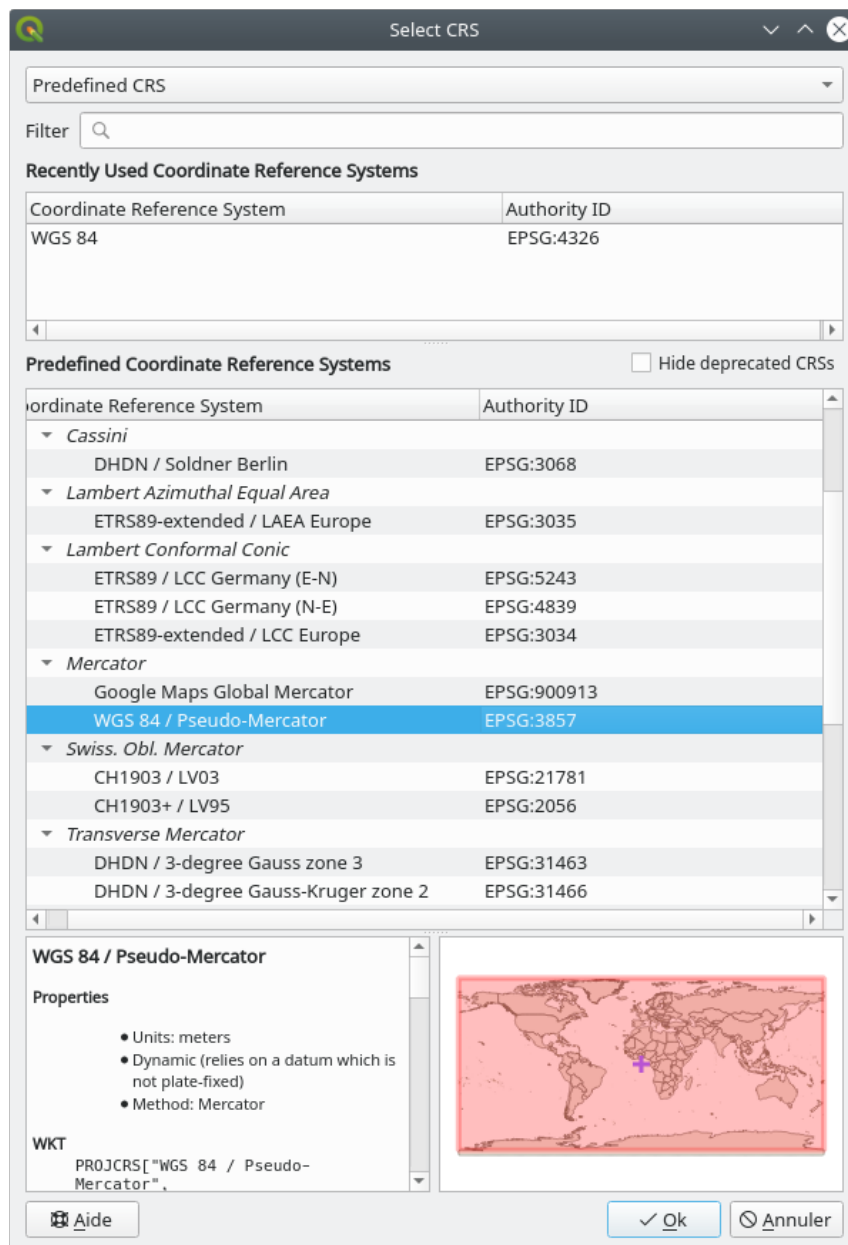 Select CRS
Predefined CRS
Filter
Recently Used Coordinate Reference Systems
Coordinate Reference System Authority ID
WGS 84 EPSG:4326
Predefined Coordinate Reference Systems Hide deprecated CRSs
oordinate Reference System Authority ID
Cassini
DHDN / Soldner Berlin EPSG:3068
Lambert Azimuthal Equal Area
ETRS89-extended / LAEA Europe EPSG:3035
Lambert Conformal Conic
ETRS89 / LCC Germany (E-N) EPSG:5243
ETRS89 / LCC Germany (N-E) EPSG:4839
ETRS89-extended / LCC Europe EPSG:3034
Mercator
Google Maps Global Mercator EPSG:900913
WGS 84 / Pseudo-Mercator EPSG:3857
Swiss. Obl. Mercator
CH1903 / LV03 EPSG:21781
CH1903+ / LV95 EPSG:2056
Transverse Mercator
DHDN / 3-degree Gauss zone 3 EPSG:31463
DHDN / 3-degree Gauss-Kruger zone 2 EPSG:31466
WGS 84 / Pseudo-Mercator
Properties
• Units: meters
• Dynamic (relies on a datum which is
not plate-fixed)
• Method: Mercator
WKT
PROJCRS["WGS 84 / Pseudo-
Mercator",
Aide Ok Annuler